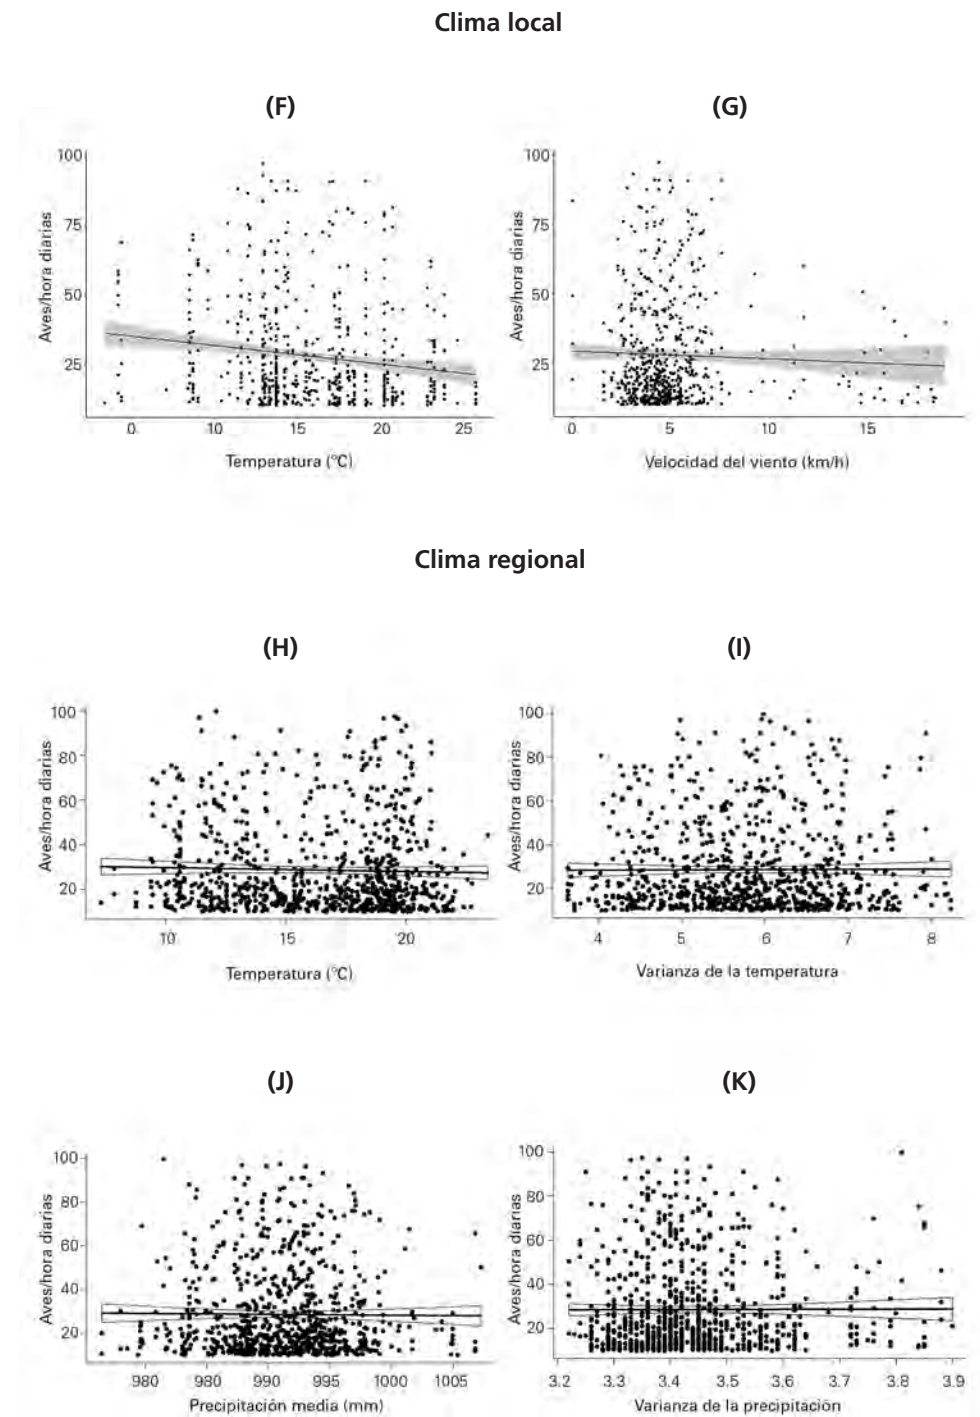 Clima local
(F)
(G)
Aves/hora diarias
100
75
50
25
0
10
15
20
25
Temperatura (°C)
Aves/hora diarias
100
75
50
25
0
5
10
15
Velocidad del viento (km/h)
Clima regional
(H)
(I)
Aves/hora diarias
100
80
60
40
20
10
15
20
Temperatura (°C)
Aves/hora diarias
100
80
60
40
20
4
5
6
7
8
Varianza de la temperatura
(J)
(K)
Aves/hora diarias
100
80
60
40
20
980
980
990
995
1000
1005
Precipitación media (mm)
Aves/hora diarias
100
80
60
40
20
3.2
3.3
3.4
3.5
3.6
3.7
3.8
3.9
Varianza de la precipitación